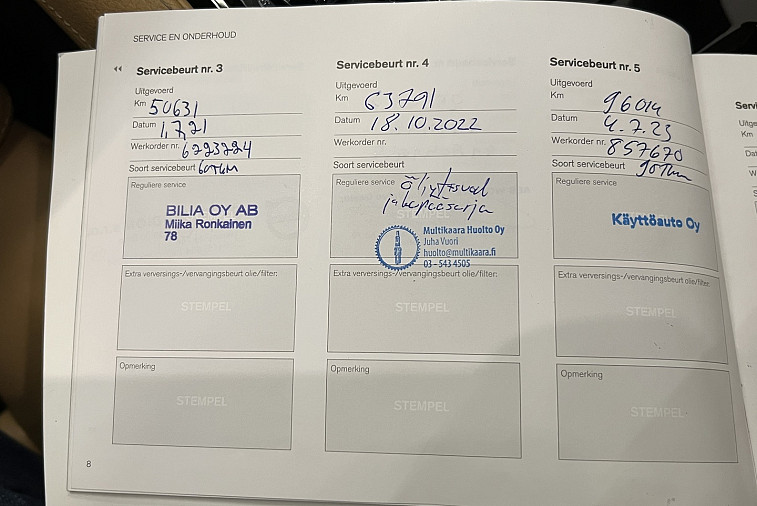 SERVICE EN ONDERHOUD
Servicebeurt nr. 3
Uitgevoerd
Km 50631
Datum 1.7.21
Werkorder nr. 6293224
Soort servicebeurt 60TKM
Reguliere service
BILIA OY AB
Miika Ronkainen
78
Extra verversings-/vervangingsbeurt olie/filter:
STEMPEL
Opmerking
STEMPEL
8
Servicebeurt nr. 4
Uitgevoerd
Km 63791
Datum 18.10.2022
Werkorder nr.
Soort servicebeurt
Reguliere service
STEMPEL
Multikaara Huolto Oy
Juha Vuori
huolto@multikaara.fi
03 - 543 4505
Extra verversings-/vervangingsbeurt olie/filter:
STEMPEL
Opmerking
STEMPEL
Servicebeurt nr. 5
Uitgevoerd
Km 96014
Datum 4.7.23
Werkorder nr. 857670
Soort servicebeurt 90Tkm
Reguliere service
Käyttöauto Oy
Extra verversings-/vervangingsbeurt olie/filter:
STEMPEL
Opmerking
STEMPEL
Km